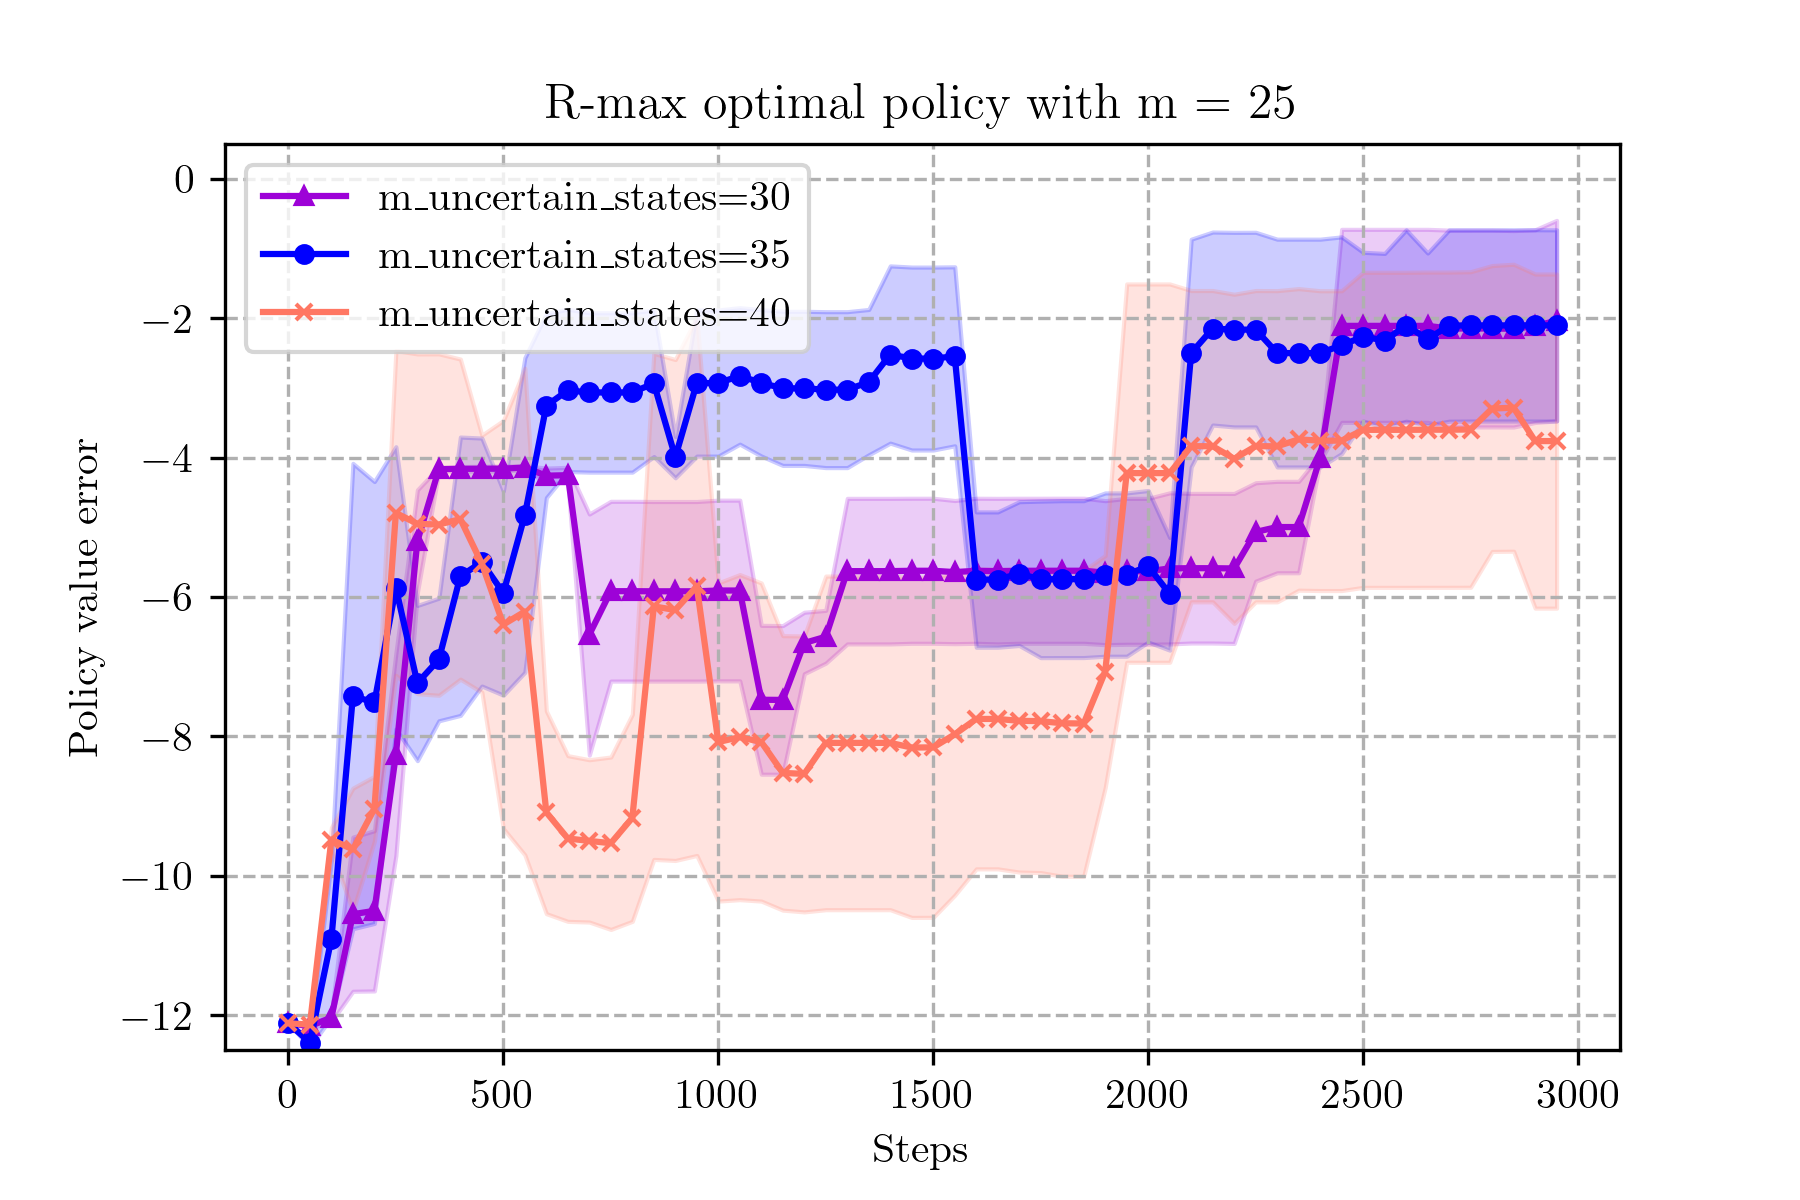 R-max optimal policy with m = 25
m_uncertain_states=30
m_uncertain_states=35
m_uncertain_states=40
Policy value error
0
−2
−4
−6
−8
−10
−12
0 500 1000 1500 2000 2500 3000
Steps